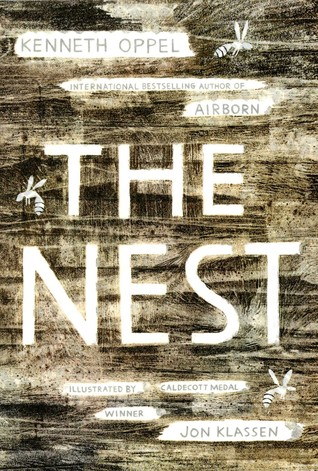 KENNETH OPPEL
INTERNATIONAL BESTSELLING AUTHOR OF
AIRBORN
THE
NEST
ILLUSTRATED BY CALDECOTT MEDAL
WINNER
JON KLASSEN